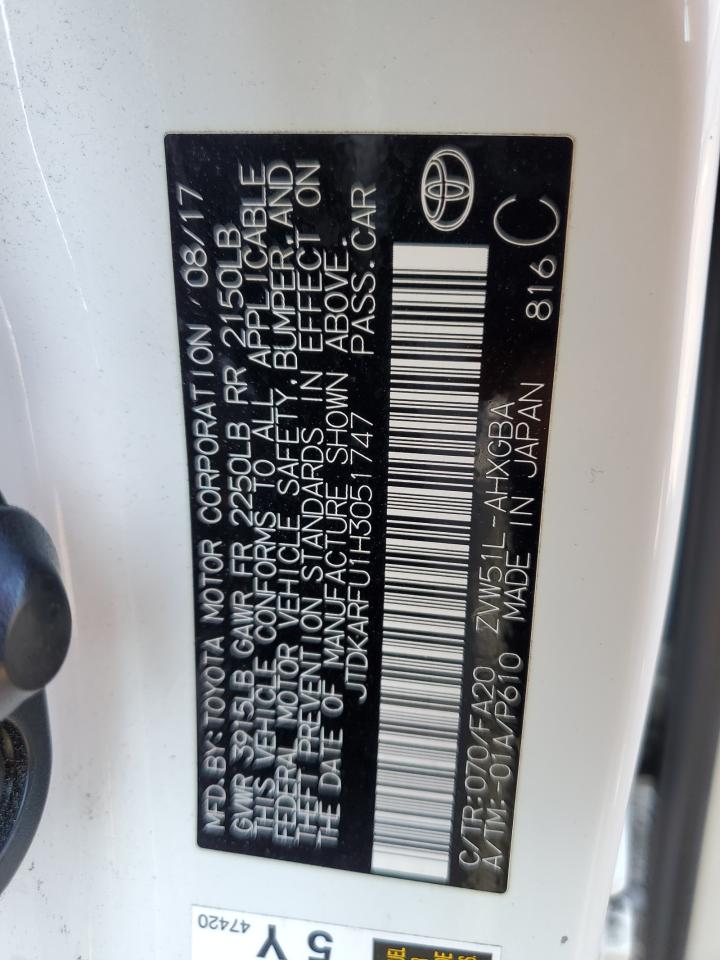 MFD.BY:TOYOTA MOTOR CORPORATION 08/17
GVWR 3915LB GAWR FR 2250LB RR 2150LB
THIS VEHICLE CONFORMS TO ALL APPLICABLE
FEDERAL MOTOR VEHICLE SAFETY, BUMPER, AND
THEFT PREVENTION STANDARDS IN EFFECT ON
THE DATE OF MANUFACTURE SHOWN ABOVE.
JTDKARFU1H3051747 PASS.CAR
C/TR:070/FA20 ZVW51L-AHXGBA
A/TM:-01A/P610 MADE IN JAPAN
816 C
47420
5 Y